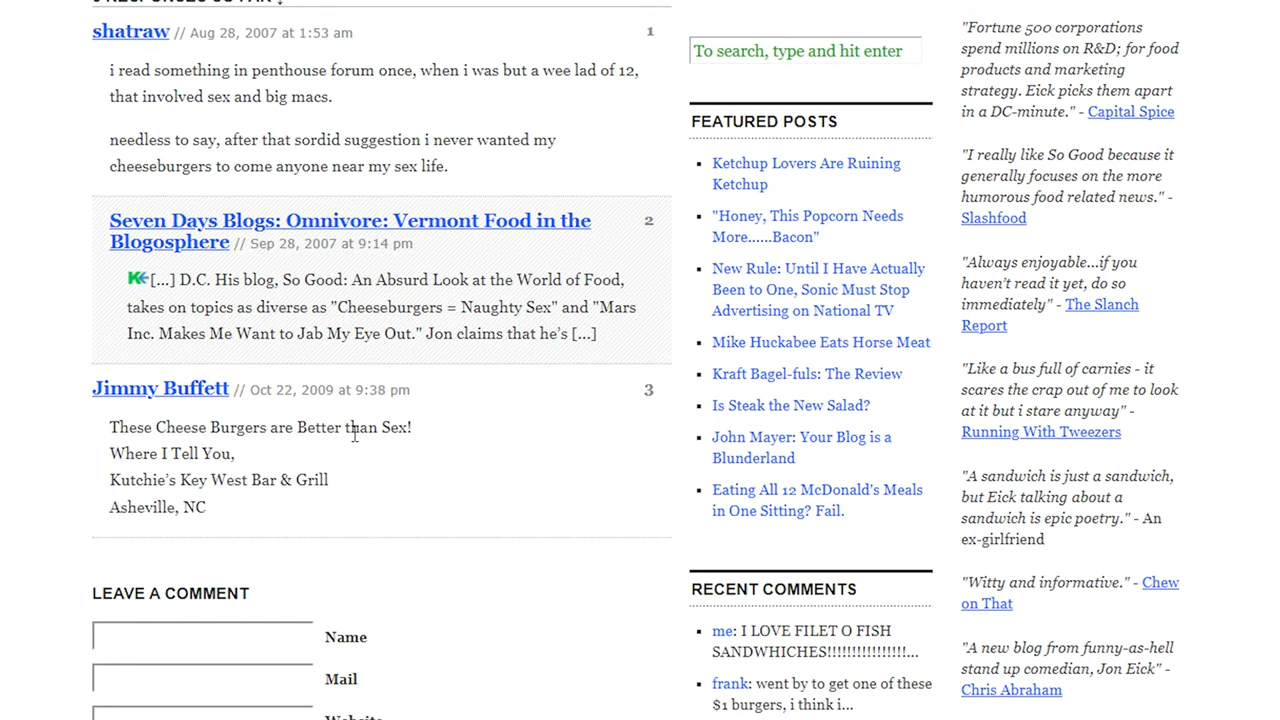 shatraw // Aug 28, 2007 at 1:53 am 1
i read something in penthouse forum once, when i was but a wee lad of 12,
that involved sex and big macs.
needless to say, after that sordid suggestion i never wanted my
cheeseburgers to come anyone near my sex life.
Seven Days Blogs: Omnivore: Vermont Food in the 2
Blogosphere // Sep 28, 2007 at 9:14 pm
[...] D.C. His blog, So Good: An Absurd Look at the World of Food,
takes on topics as diverse as "Cheeseburgers = Naughty Sex" and "Mars
Inc. Makes Me Want to Jab My Eye Out." Jon claims that he’s [...]
Jimmy Buffett // Oct 22, 2009 at 9:38 pm 3
These Cheese Burgers are Better than Sex!
Where I Tell You,
Kutchie’s Key West Bar & Grill
Asheville, NC
LEAVE A COMMENT
Name
Mail
To search, type and hit enter
FEATURED POSTS
Ketchup Lovers Are Ruining
Ketchup
"Honey, This Popcorn Needs
More......Bacon"
New Rule: Until I Have Actually
Been to One, Sonic Must Stop
Advertising on National TV
Mike Huckabee Eats Horse Meat
Kraft Bagel-fuls: The Review
Is Steak the New Salad?
John Mayer: Your Blog is a
Blunderland
Eating All 12 McDonald's Meals
in One Sitting? Fail.
RECENT COMMENTS
me: I LOVE FILET O FISH
SANDWHICHES!!!!!!!!!!!!!!!!...
frank: went by to get one of these
$1 burgers, i think i...
"Fortune 500 corporations
spend millions on R&D; for food
products and marketing
strategy. Eick picks them apart
in a DC-minute." - Capital Spice
"I really like So Good because it
generally focuses on the more
humorous food related news." -
Slashfood
"Always enjoyable...if you
haven’t read it yet, do so
immediately" - The Slanch
Report
"Like a bus full of carnies - it
scares the crap out of me to look
at it but i stare anyway" -
Running With Tweezers
"A sandwich is just a sandwich,
but Eick talking about a
sandwich is epic poetry." - An
ex-girlfriend
"Witty and informative." - Chew
on That
"A new blog from funny-as-hell
stand up comedian, Jon Eick" -
Chris Abraham